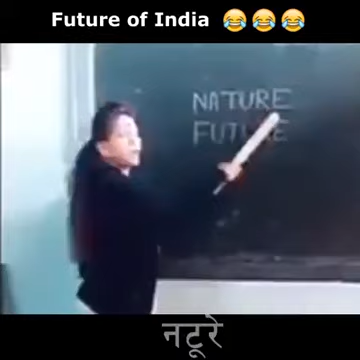 Future of India 😂😂😂
NATURE
FUTURE
नटूरे